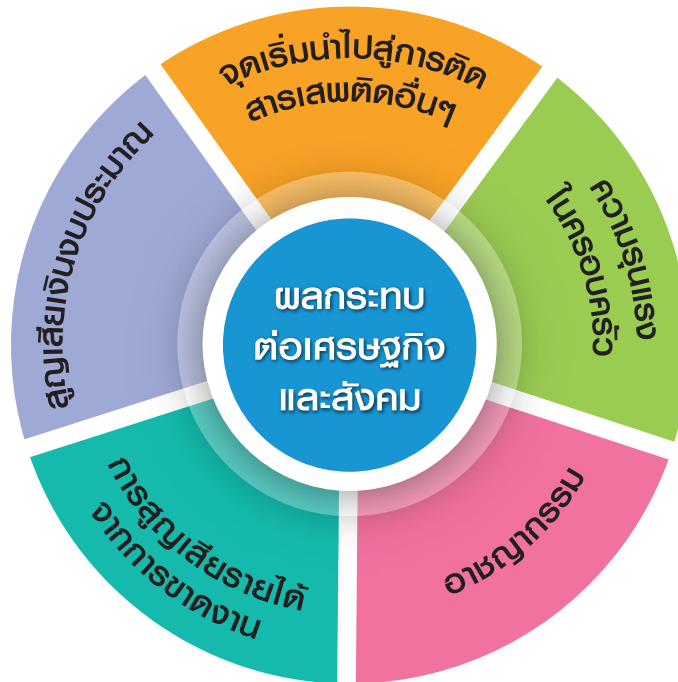 ผลกระทบ
ต่อเศรษฐกิจ
และสังคม
จุดเริ่มนำไปสู่การติด
สารเสพติดอื่นๆ
ความรุนแรง
ในครอบครัว
อาชญากรรม
การสูญเสียรายได้
จากการขาดงาน
สูญเสียเงินงบประมาณ